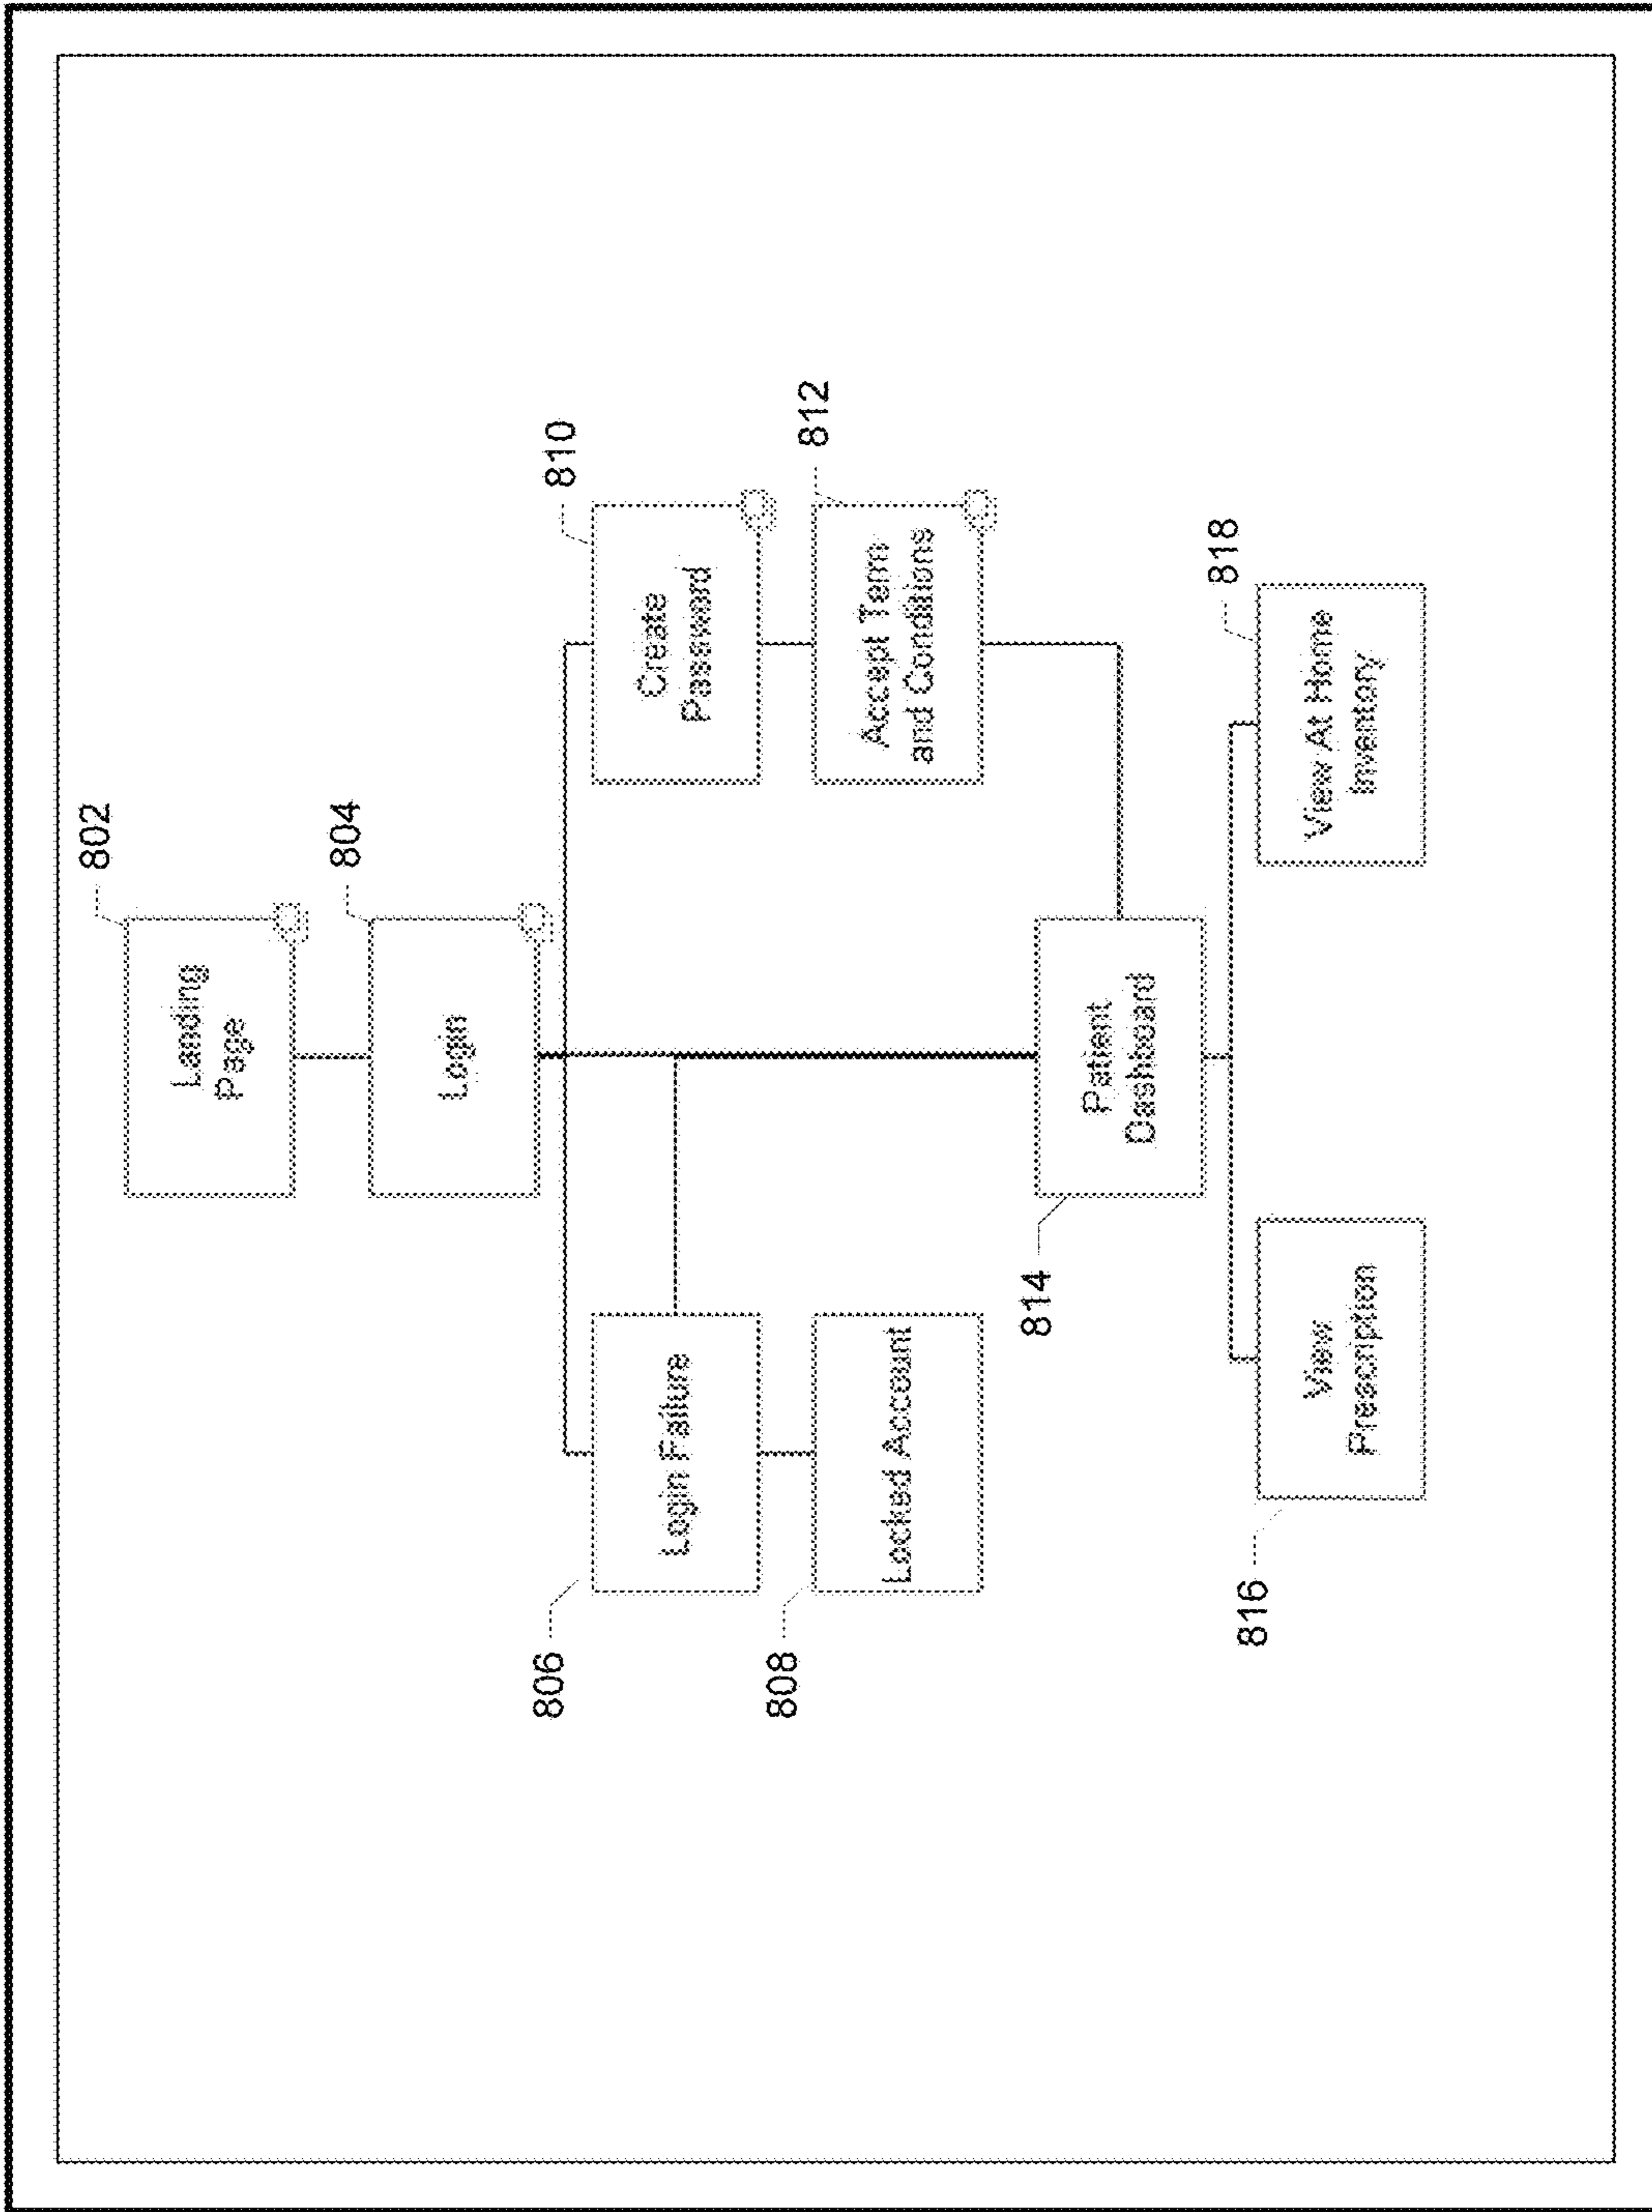 802
Landing
Page
804
Login
806
Login Failure
810
Create
Password
808
Locked Account
812
Accept Term
and Conditions
814
Patient
Dashboard
816
View
Prescription
818
View At Home
Inventory